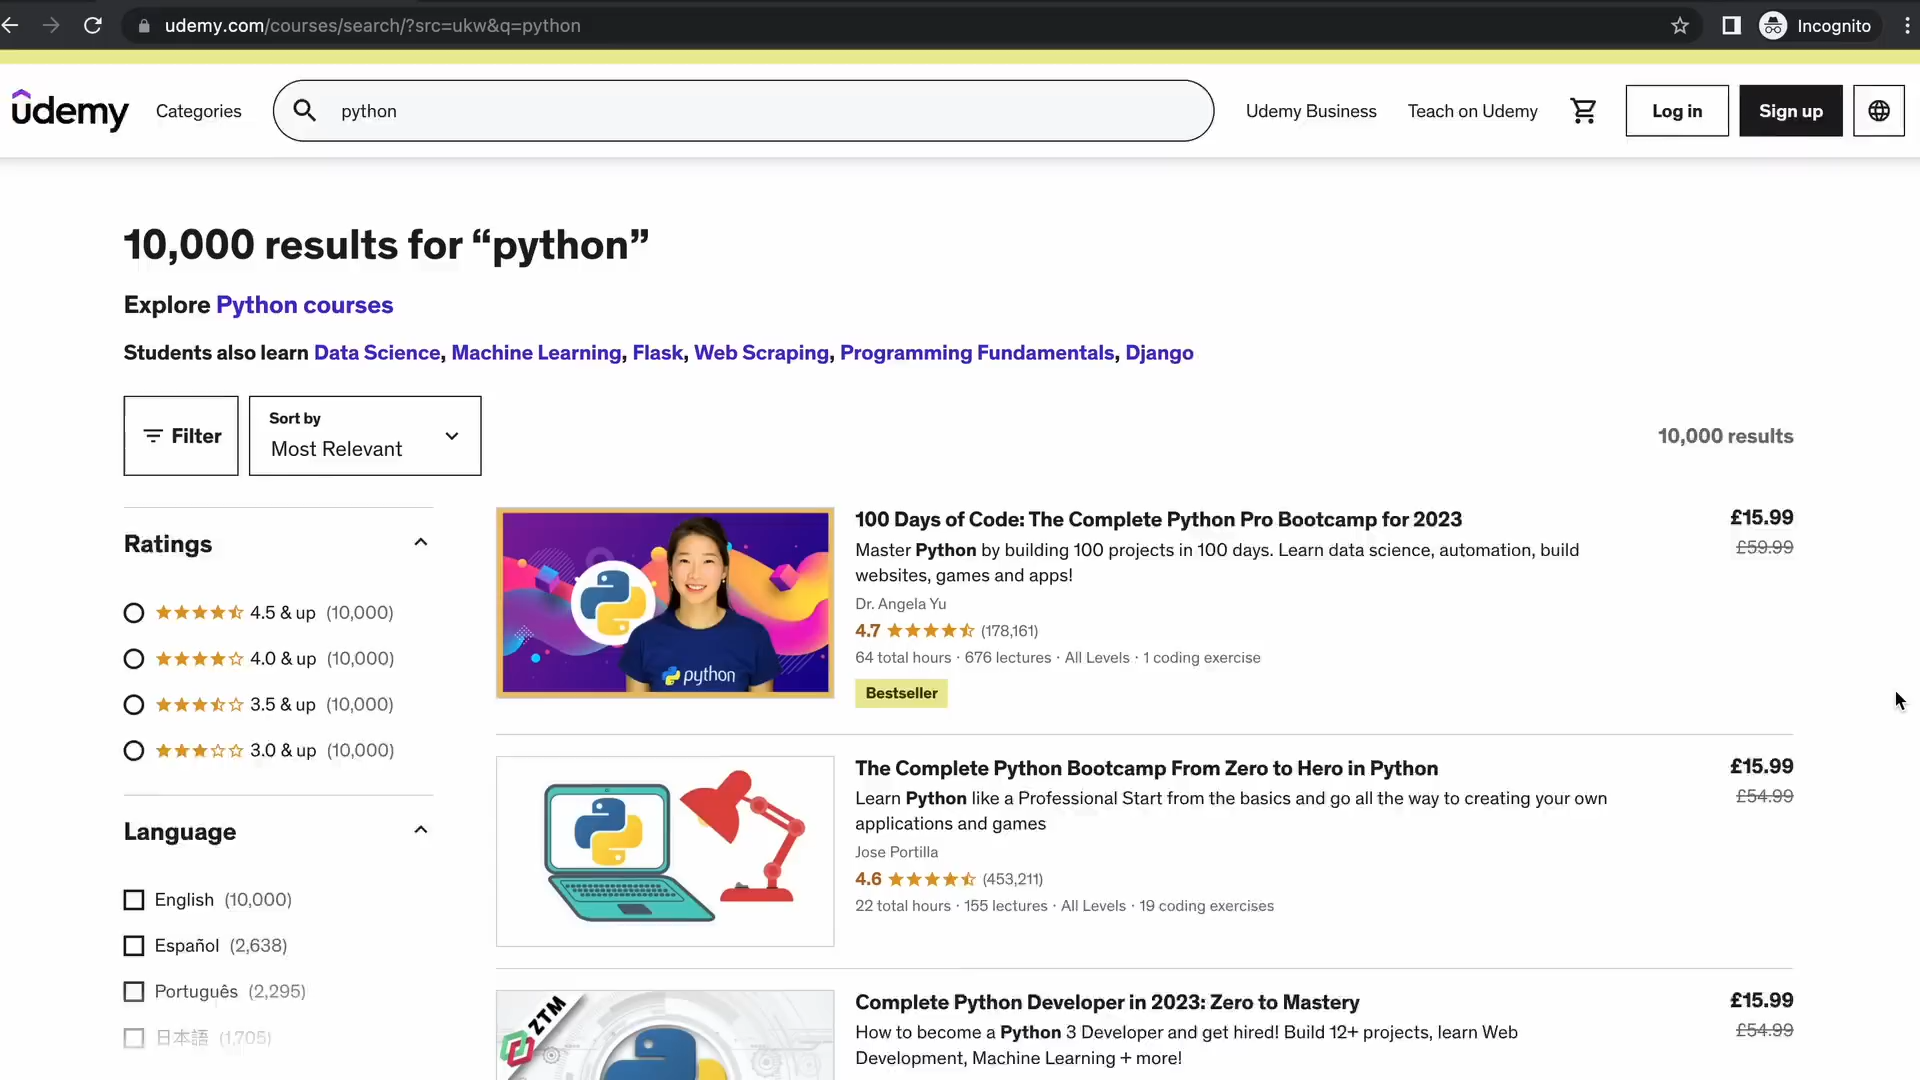 udemy.com/courses/search/?src=ukw&q=python
Incognito
udemy
Categories
python
Udemy Business
Teach on Udemy
Log in
Sign up
10,000 results for “python”
Explore Python courses
Students also learn Data Science, Machine Learning, Flask, Web Scraping, Programming Fundamentals, Django
Filter
Sort by
Most Relevant
10,000 results
Ratings
4.5 & up (10,000)
4.0 & up (10,000)
3.5 & up (10,000)
3.0 & up (10,000)
Language
English (10,000)
Español (2,638)
Português (2,295)
日本語 (1,705)
python
100 Days of Code: The Complete Python Pro Bootcamp for 2023
£15.99
Master Python by building 100 projects in 100 days. Learn data science, automation, build
£59.99
websites, games and apps!
Dr. Angela Yu
4.7 (178,161)
64 total hours · 676 lectures · All Levels · 1 coding exercise
Bestseller
The Complete Python Bootcamp From Zero to Hero in Python
£15.99
Learn Python like a Professional Start from the basics and go all the way to creating your own
£54.99
applications and games
Jose Portilla
4.6 (453,211)
22 total hours · 155 lectures · All Levels · 19 coding exercises
ZTM
Complete Python Developer in 2023: Zero to Mastery
£15.99
How to become a Python 3 Developer and get hired! Build 12+ projects, learn Web
£54.99
Development, Machine Learning + more!